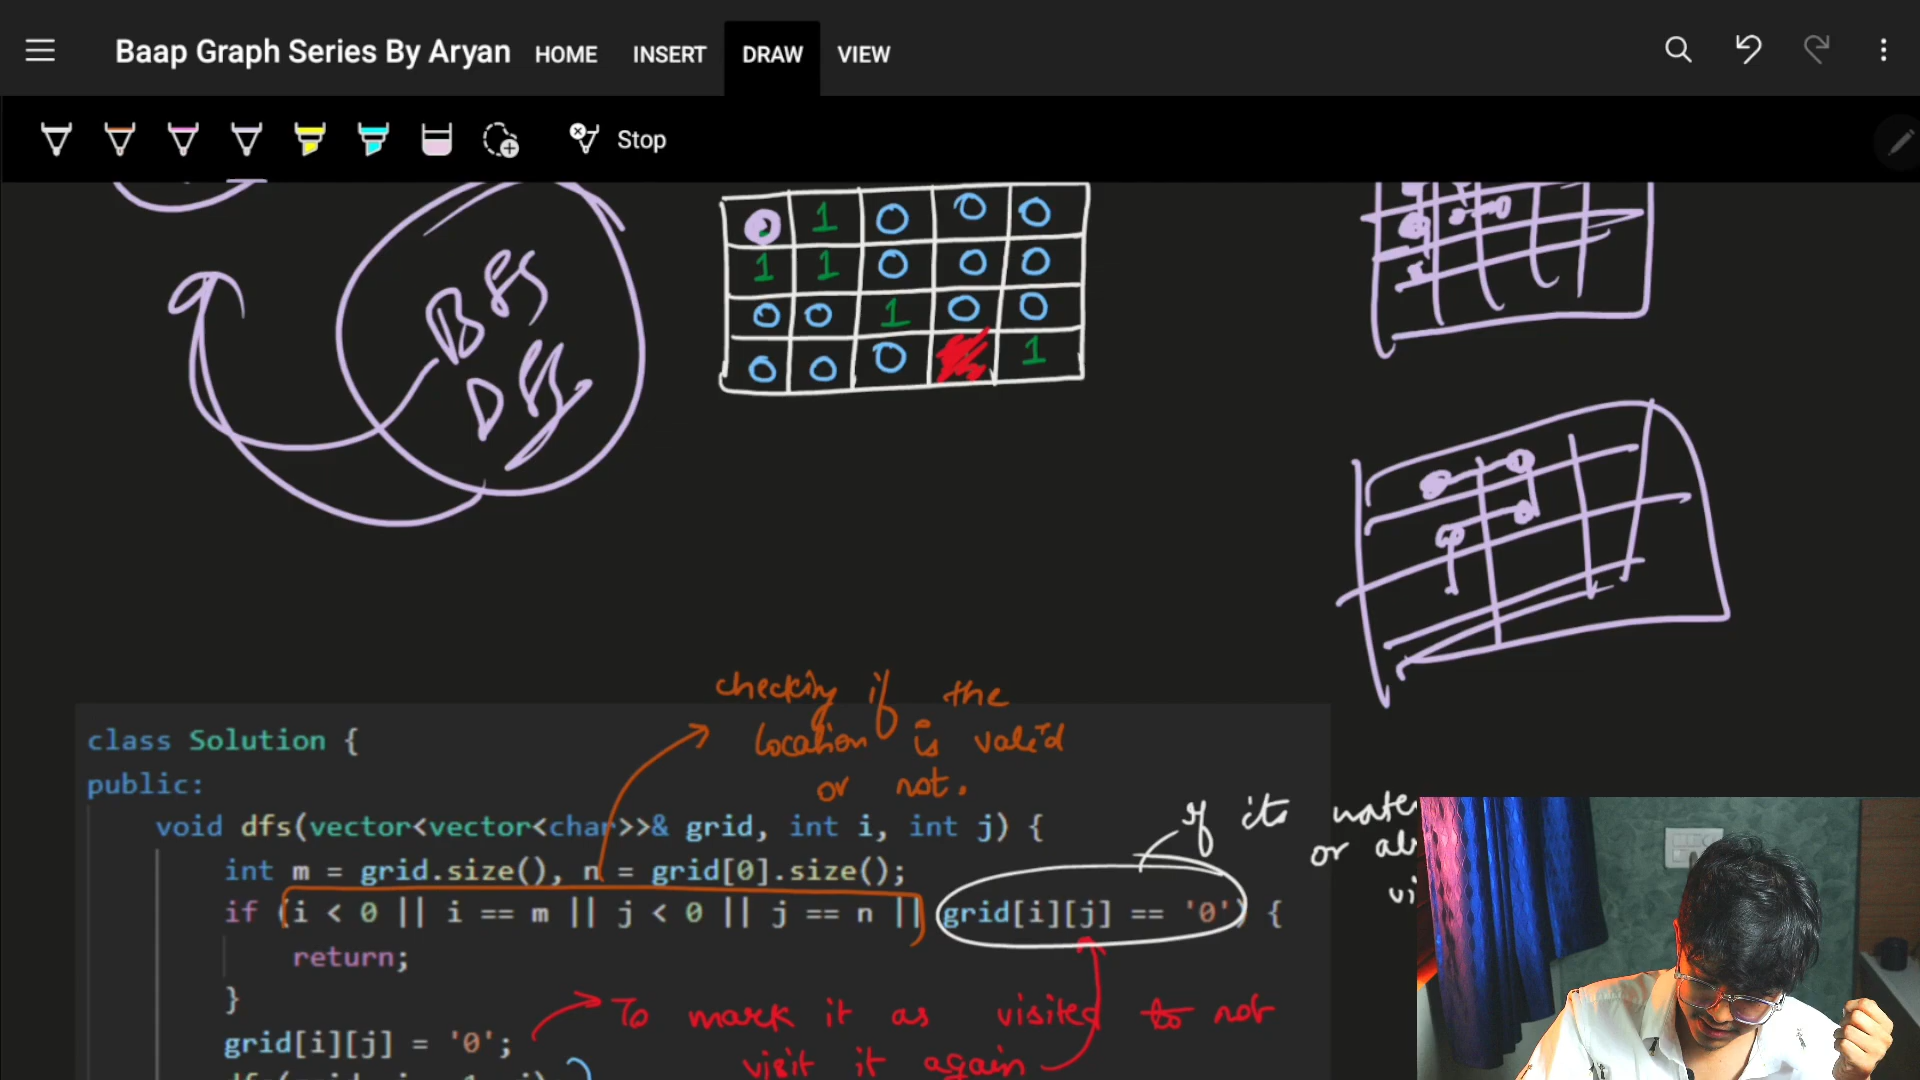 Baap Graph Series By Aryan HOME INSERT DRAW VIEW
Stop
BFS
DFS
1 0 0 0
1 1 0 0 0
0 0 1 0 0
0 0 0 1
checking if the
location is valid
or not.
class Solution {
public:
If its
or
void dfs(vector<vector<char>>& grid, int i, int j) {
int m = grid.size(), n = grid[0].size();
if (i < 0 || i == m || j < 0 || j == n || grid[i][j] == '0') {
return;
}
To mark it as visited to not
visit it again
grid[i][j] = '0';